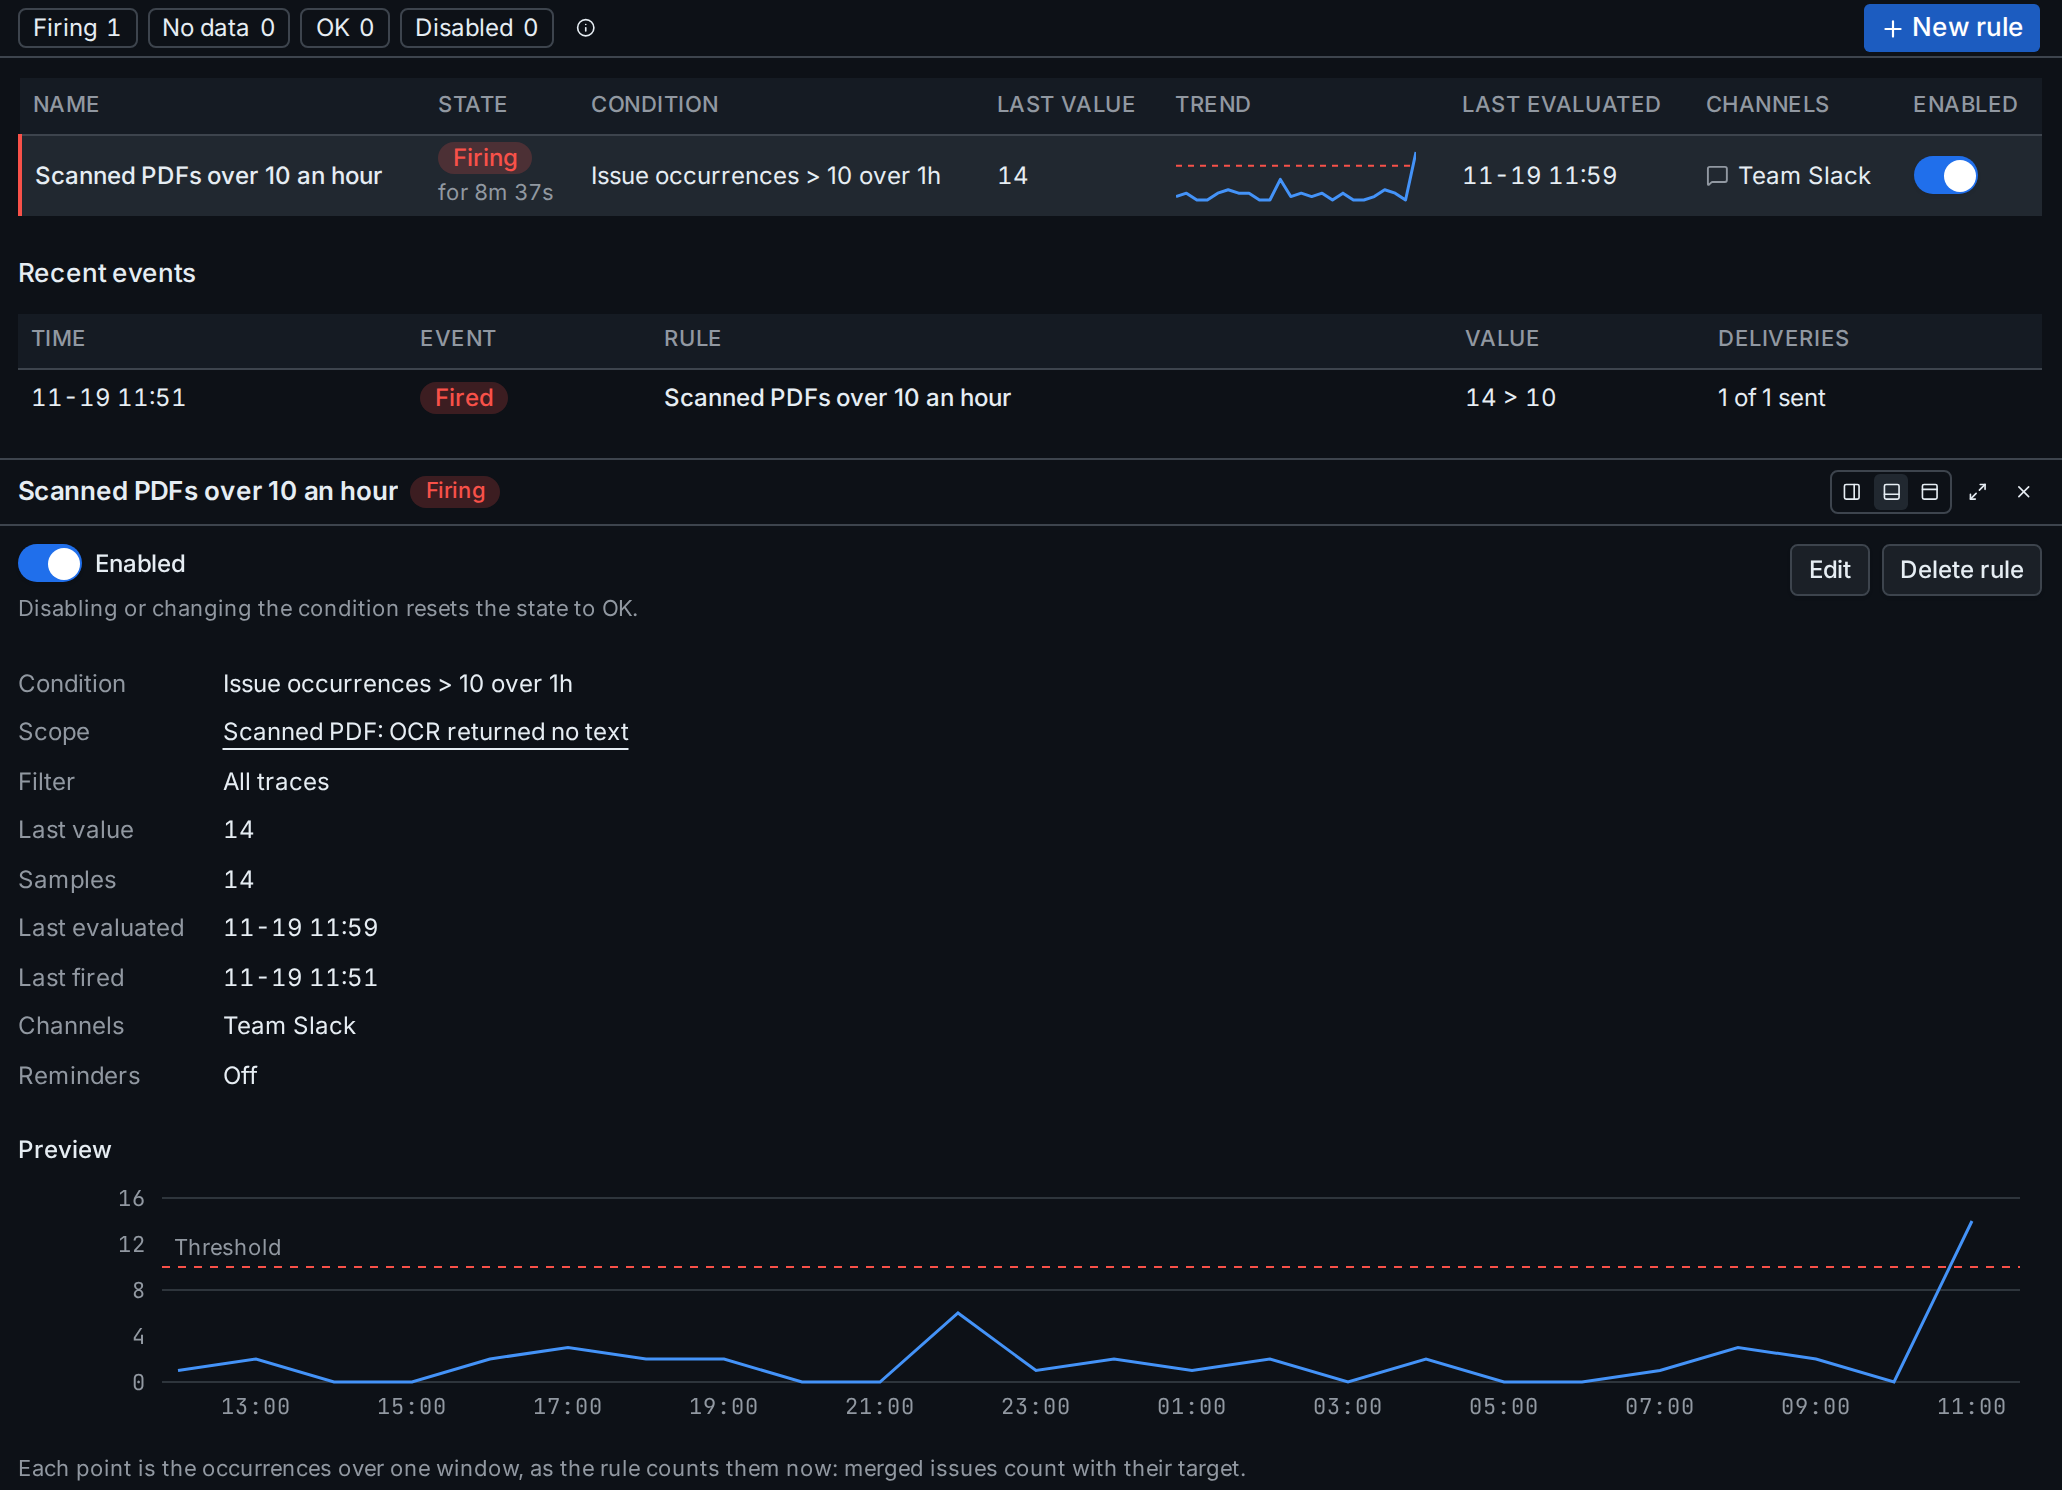 Firing 1 No data 0 OK 0 Disabled 0 + New rule
NAME STATE CONDITION LAST VALUE TREND LAST EVALUATED CHANNELS ENABLED
Scanned PDFs over 10 an hour Firing Issue occurrences > 10 over 1h 14 11-19 11:59 Team Slack
for 8m 37s
Recent events
TIME EVENT RULE VALUE DELIVERIES
11-19 11:51 Fired Scanned PDFs over 10 an hour 14 > 10 1 of 1 sent
Scanned PDFs over 10 an hour Firing
Enabled Edit Delete rule
Disabling or changing the condition resets the state to OK.
Condition Issue occurrences > 10 over 1h
Scope Scanned PDF: OCR returned no text
Filter All traces
Last value 14
Samples 14
Last evaluated 11-19 11:59
Last fired 11-19 11:51
Channels Team Slack
Reminders Off
Preview
16
12 Threshold
8
4
0
13:00 15:00 17:00 19:00 21:00 23:00 01:00 03:00 05:00 07:00 09:00 11:00
Each point is the occurrences over one window, as the rule counts them now: merged issues count with their target.